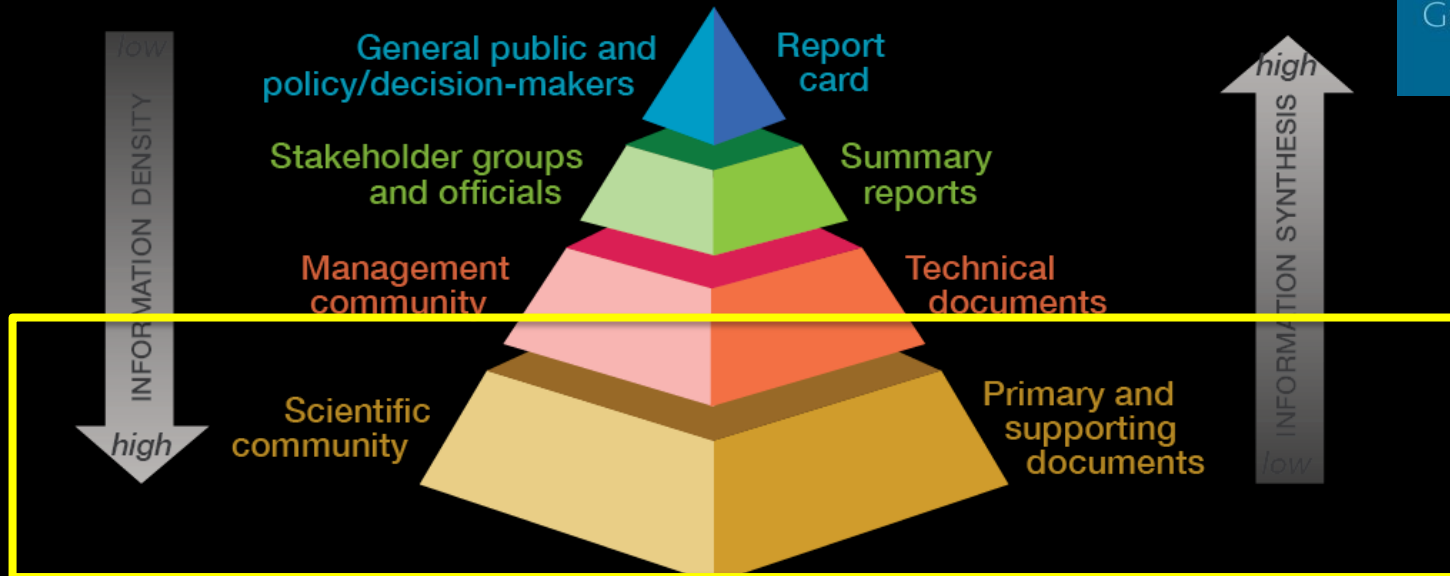 G
low
INFORMATION DENSITY
high
General public and
policy/decision-makers
Report
card
Stakeholder groups
and officials
Summary
reports
Management
community
Technical
documents
Scientific
community
Primary and
supporting
documents
high
INFORMATION SYNTHESIS
low